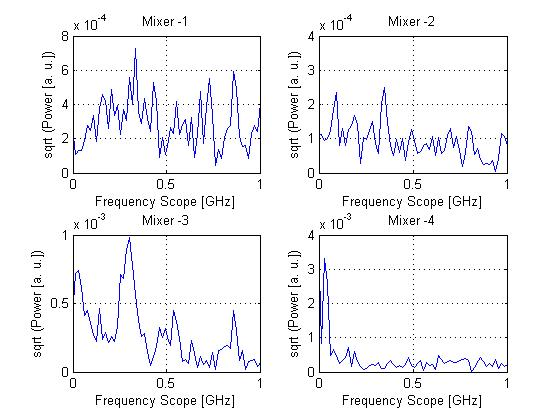 x 10⁻⁴ Mixer -1
8
6
4
2
0
0 0.5 1
sqrt (Power [a. u.])
Frequency Scope [GHz]
x 10⁻⁴ Mixer -2
4
3
2
1
0
0 0.5 1
sqrt (Power [a. u.])
Frequency Scope [GHz]
x 10⁻³ Mixer -3
1
0.5
0
0 0.5 1
sqrt (Power [a. u.])
Frequency Scope [GHz]
x 10⁻³ Mixer -4
4
3
2
1
0
0 0.5 1
sqrt (Power [a. u.])
Frequency Scope [GHz]